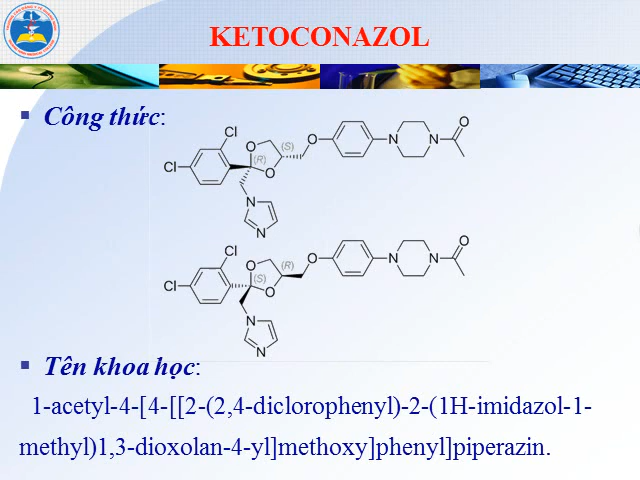 KETOCONAZOL
Công thức:
Cl
Cl
O
O
(R)
(S)
O
N
N
O
N
N
Cl
Cl
O
O
(S)
(R)
O
N
N
O
N
N
Tên khoa học:
1-acetyl-4-[4-[[2-(2,4-diclorophenyl)-2-(1H-imidazol-1-
methyl)1,3-dioxolan-4-yl]methoxy]phenyl]piperazin.